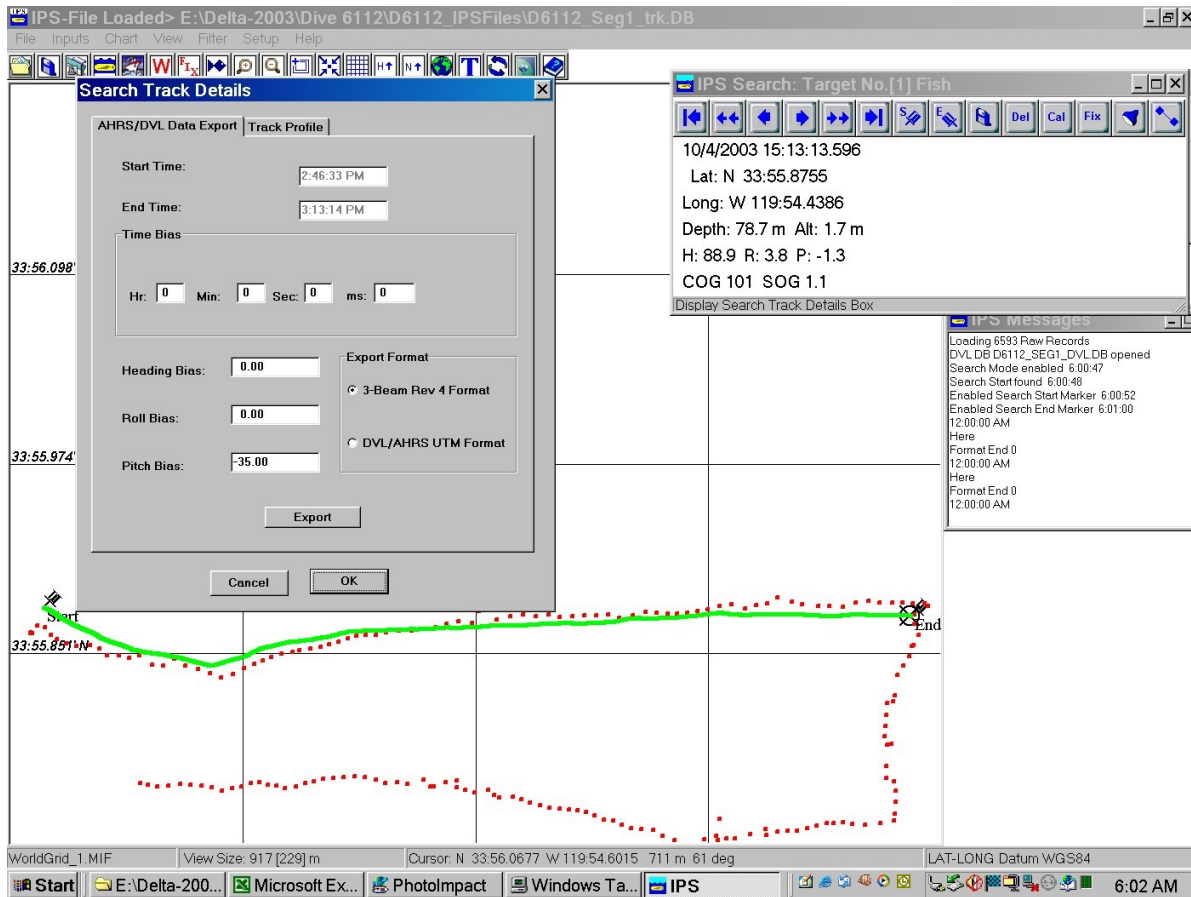 IPS-File Loaded> E:\Delta-2003\Dive 6112\D6112_IPSFiles\D6112_Seg1_trk.DB
File Inputs Chart View Filter Setup Help
W FIX H N T
Search Track Details
AHRS/DVL Data Export Track Profile
Start Time: 2:46:33 PM
End Time: 3:13:14 PM
Time Bias
Hr: 0 Min: 0 Sec: 0 ms: 0
Heading Bias: 0.00
Roll Bias: 0.00
Pitch Bias: -35.00
Export Format
3-Beam Rev 4 Format
DVL/AHRS UTM Format
Export
Cancel OK
IPS Search: Target No.[1] Fish
S E Del Cal Fix
10/4/2003 15:13:13.596
Lat: N 33:55.8755
Long: W 119:54.4386
Depth: 78.7 m Alt: 1.7 m
H: 88.9 R: 3.8 P: -1.3
COG 101 SOG 1.1
Display Search Track Details Box
IPS Messages
Loading 6593 Raw Records
DVL DB D6112_SEG1_DVL.DB opened
Search Mode enabled 6:00:47
Search Start found 6:00:48
Enabled Search Start Marker 6:00:52
Enabled Search End Marker 6:01:00
12:00:00 AM
Here
Format End 0
12:00:00 AM
Here
Format End 0
12:00:00 AM
33:56.098'
33:55.974'
33:55.851'N
Start
End
WorldGrid_1.MIF View Size: 917 [229] m Cursor: N 33:56.0677 W 119:54.6015 711 m 61 deg LAT-LONG Datum WGS84
Start E:\Delta-200... Microsoft Ex... PhotoImpact Windows Ta... IPS 6:02 AM